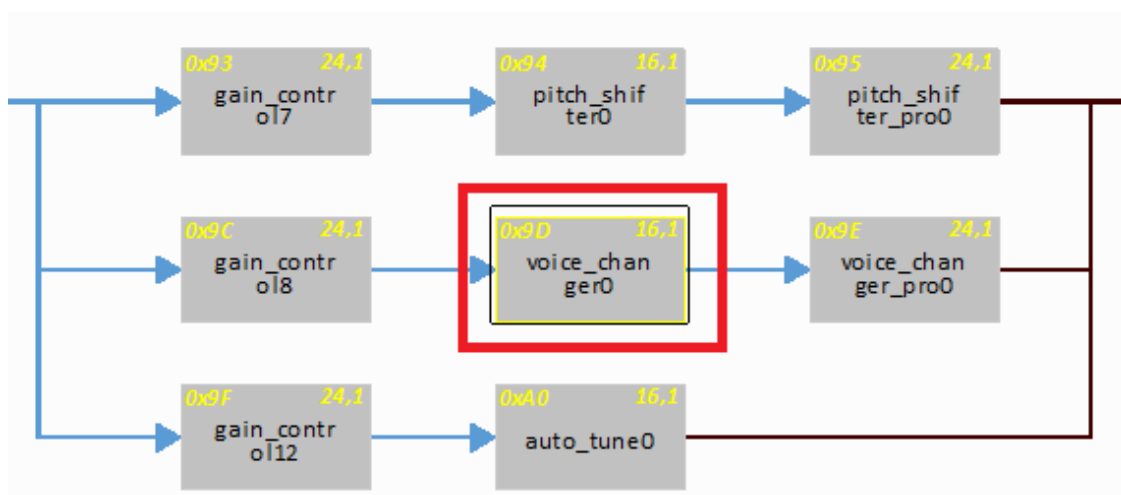 0x93 24,1
gain_contr
ol7
0x94 16,1
pitch_shif
ter0
0x95 24,1
pitch_shif
ter_pro0
0x9C 24,1
gain_contr
ol8
0x9D 16,1
voice_chan
ger0
0x9E 24,1
voice_chan
ger_pro0
0x9F 24,1
gain_contr
ol12
0xA0 16,1
auto_tune0